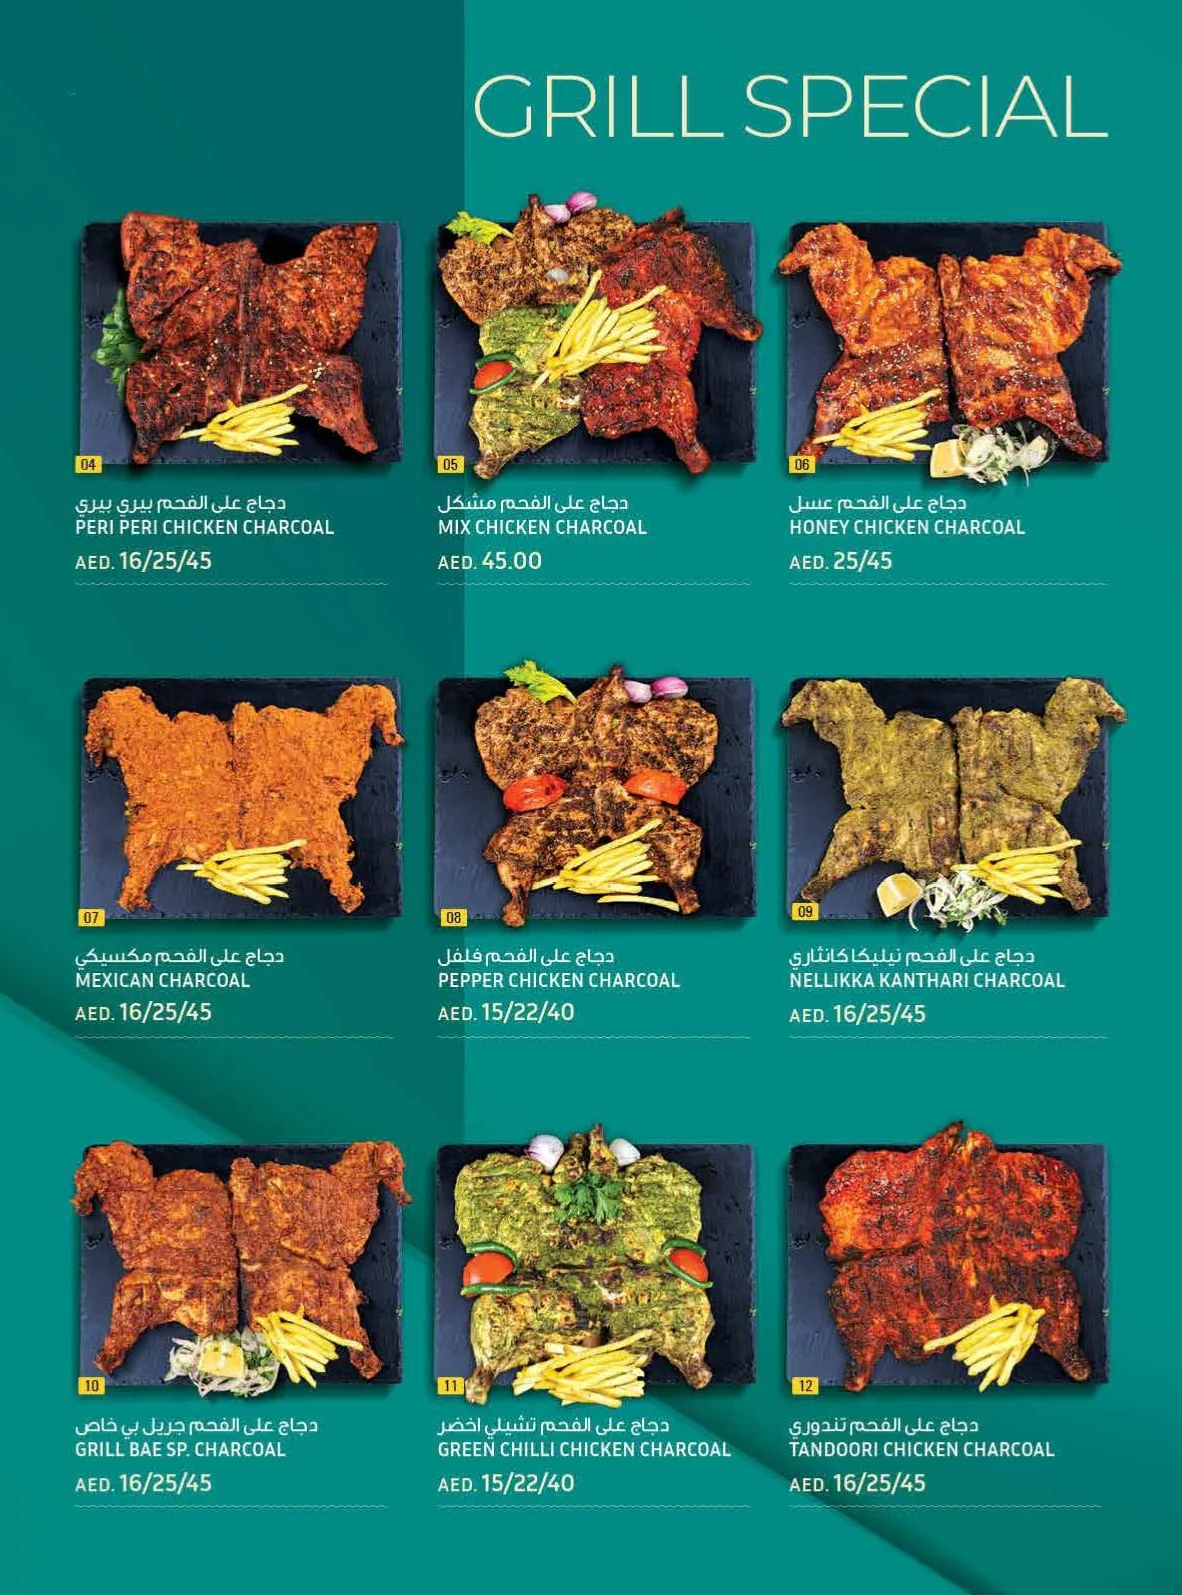 GRILL SPECIAL
04
دجاج على الفحم بيري بيري
PERI PERI CHICKEN CHARCOAL
AED. 16/25/45
05
دجاج على الفحم مشكل
MIX CHICKEN CHARCOAL
AED. 45.00
06
دجاج على الفحم عسل
HONEY CHICKEN CHARCOAL
AED. 25/45
07
دجاج على الفحم مكسيكي
MEXICAN CHARCOAL
AED. 16/25/45
08
دجاج على الفحم فلفل
PEPPER CHICKEN CHARCOAL
AED. 15/22/40
09
دجاج على الفحم نيليكا كانثاري
NELLIKKA KANTHARI CHARCOAL
AED. 16/25/45
10
دجاج على الفحم جريل بي خاص
GRILL BAE SP. CHARCOAL
AED. 16/25/45
11
دجاج على الفحم تشيلي اخضر
GREEN CHILLI CHICKEN CHARCOAL
AED. 15/22/40
12
دجاج على الفحم تندوري
TANDOORI CHICKEN CHARCOAL
AED. 16/25/45